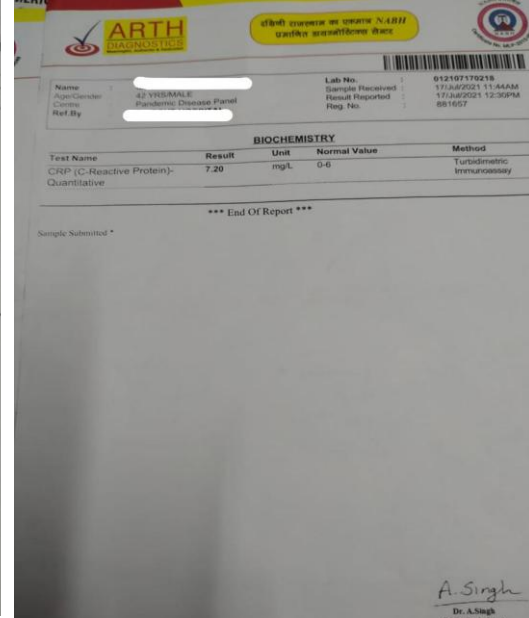 ARTH
DIAGNOSTICS
दक्षिणी राजस्थान का एकमात्र NABH
प्रमाणित डायग्नोस्टिक्स सेन्टर
Name :
Age/Gender : 42 YRS/MALE
Centre : Pandemic Disease Panel
Ref.By
Lab No. : 012107170218
Sample Received : 17/Jul/2021 11:44AM
Result Reported : 17/Jul/2021 12:30PM
Reg. No. : 881657
BIOCHEMISTRY
Test Name Result Unit Normal Value Method
CRP (C-Reactive Protein)- 7.20 mg/L 0-6 Turbidimetric
Quantitative Immunoassay
*** End Of Report ***
Sample Submitted *
A. Singh
Dr. A.Singh